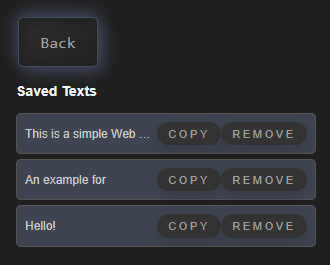 Back
Saved Texts
This is a simple Web ... COPY REMOVE
An example for COPY REMOVE
Hello! COPY REMOVE